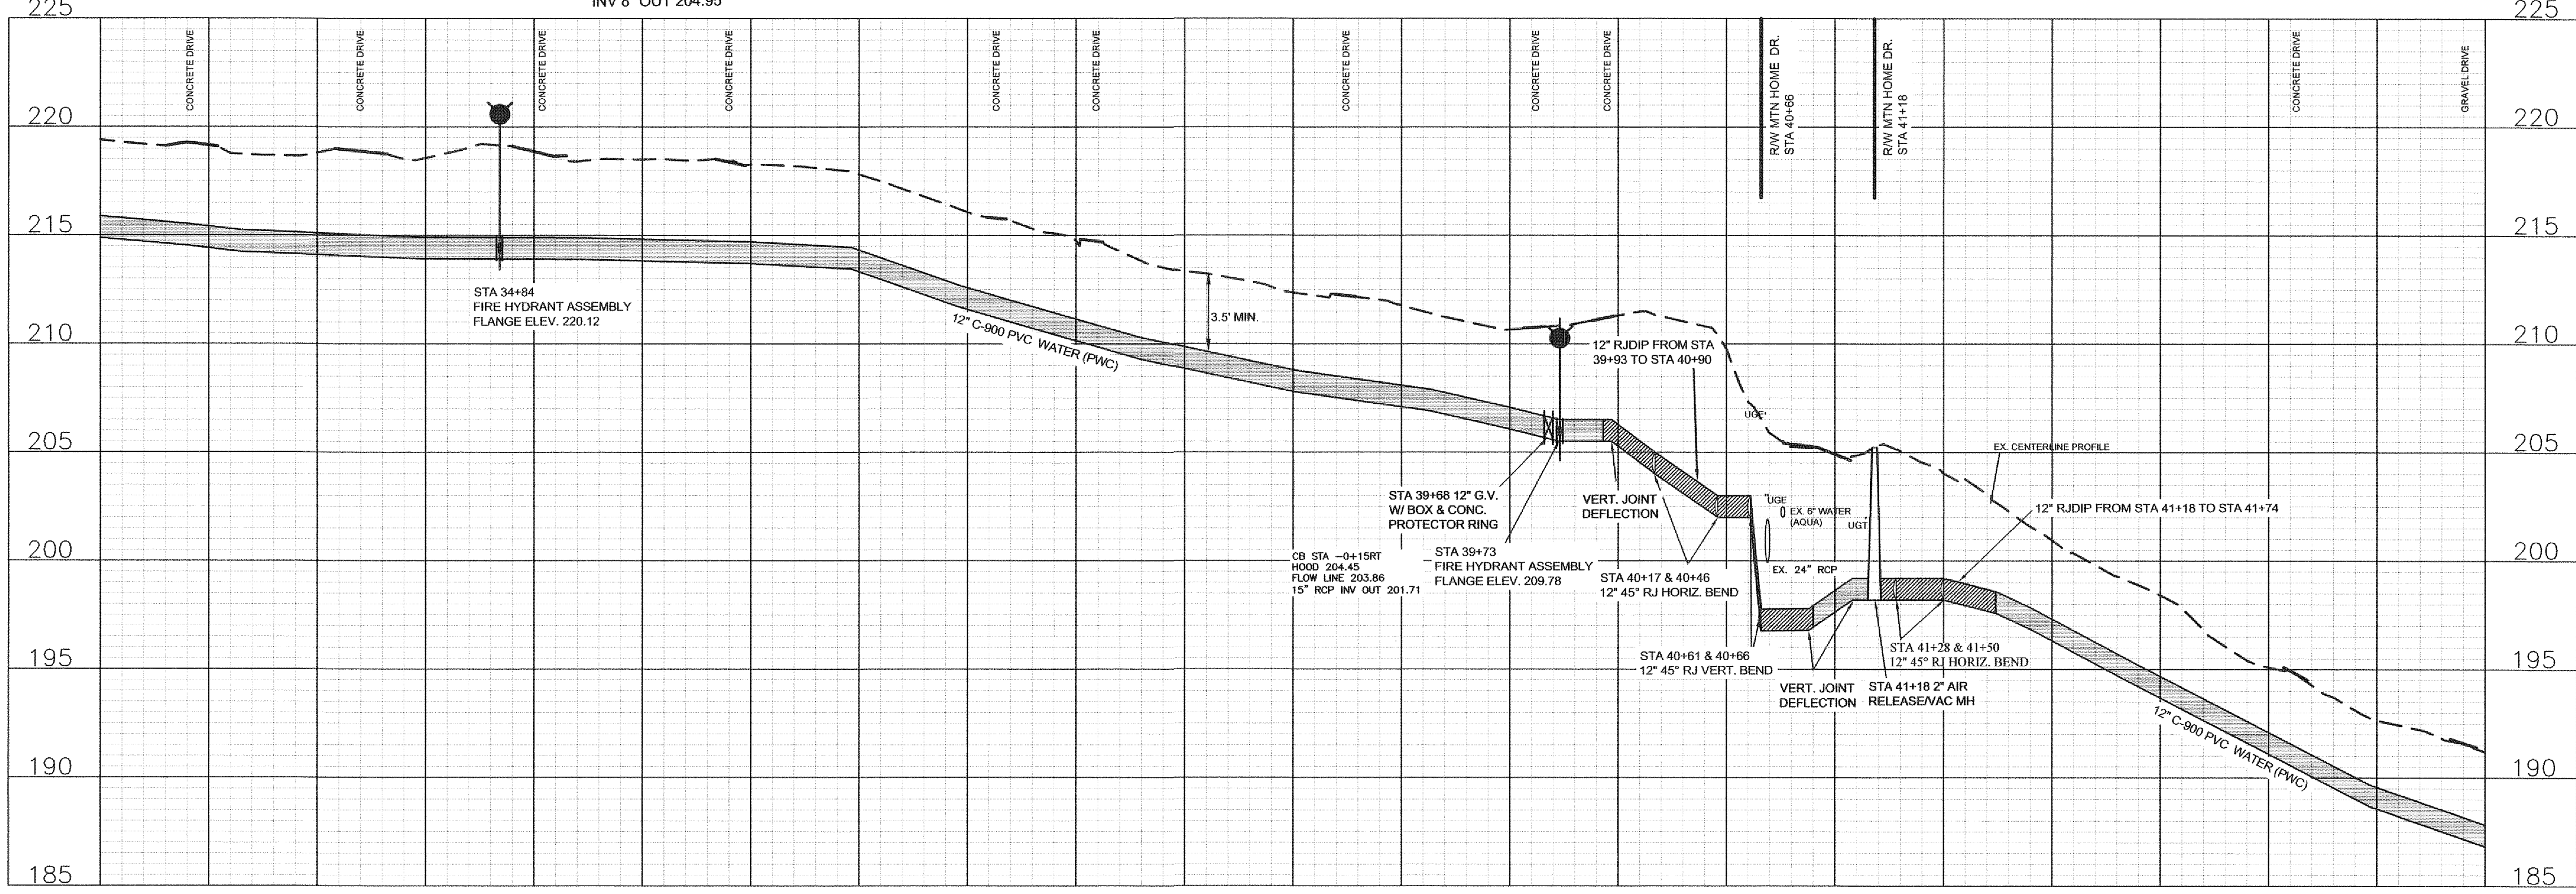 INV 8" OUT 204.95
225
225
CONCRETE DRIVE
CONCRETE DRIVE
CONCRETE DRIVE
CONCRETE DRIVE
CONCRETE DRIVE
CONCRETE DRIVE
CONCRETE DRIVE
CONCRETE DRIVE
CONCRETE DRIVE
R/W MTN HOME DR.
STA 40+66
R/W MTN HOME DR.
STA 41+18
CONCRETE DRIVE
GRAVEL DRIVE
220
220
215
215
STA 34+84
FIRE HYDRANT ASSEMBLY
FLANGE ELEV. 220.12
3.5' MIN.
12" C-900 PVC WATER (PWC)
210
210
12" RJDIP FROM STA
39+93 TO STA 40+90
UGE
205
205
EX. CENTERLINE PROFILE
STA 39+68 12" G.V.
W/ BOX & CONC.
PROTECTOR RING
VERT. JOINT
DEFLECTION
UGE
EX. 6" WATER
(AQUA)
UGT
12" RJDIP FROM STA 41+18 TO STA 41+74
200
200
CB STA -0+15RT
HOOD 204.45
FLOW LINE 203.86
15" RCP INV OUT 201.71
STA 39+73
FIRE HYDRANT ASSEMBLY
FLANGE ELEV. 209.78
EX. 24" RCP
STA 40+17 & 40+46
12" 45° RJ HORIZ. BEND
195
195
STA 40+61 & 40+66
12" 45° RJ VERT. BEND
STA 41+28 & 41+50
12" 45° RJ HORIZ. BEND
VERT. JOINT
DEFLECTION
STA 41+18 2" AIR
RELEASE/VAC MH
12" C-900 PVC WATER (PWC)
190
190
185
185